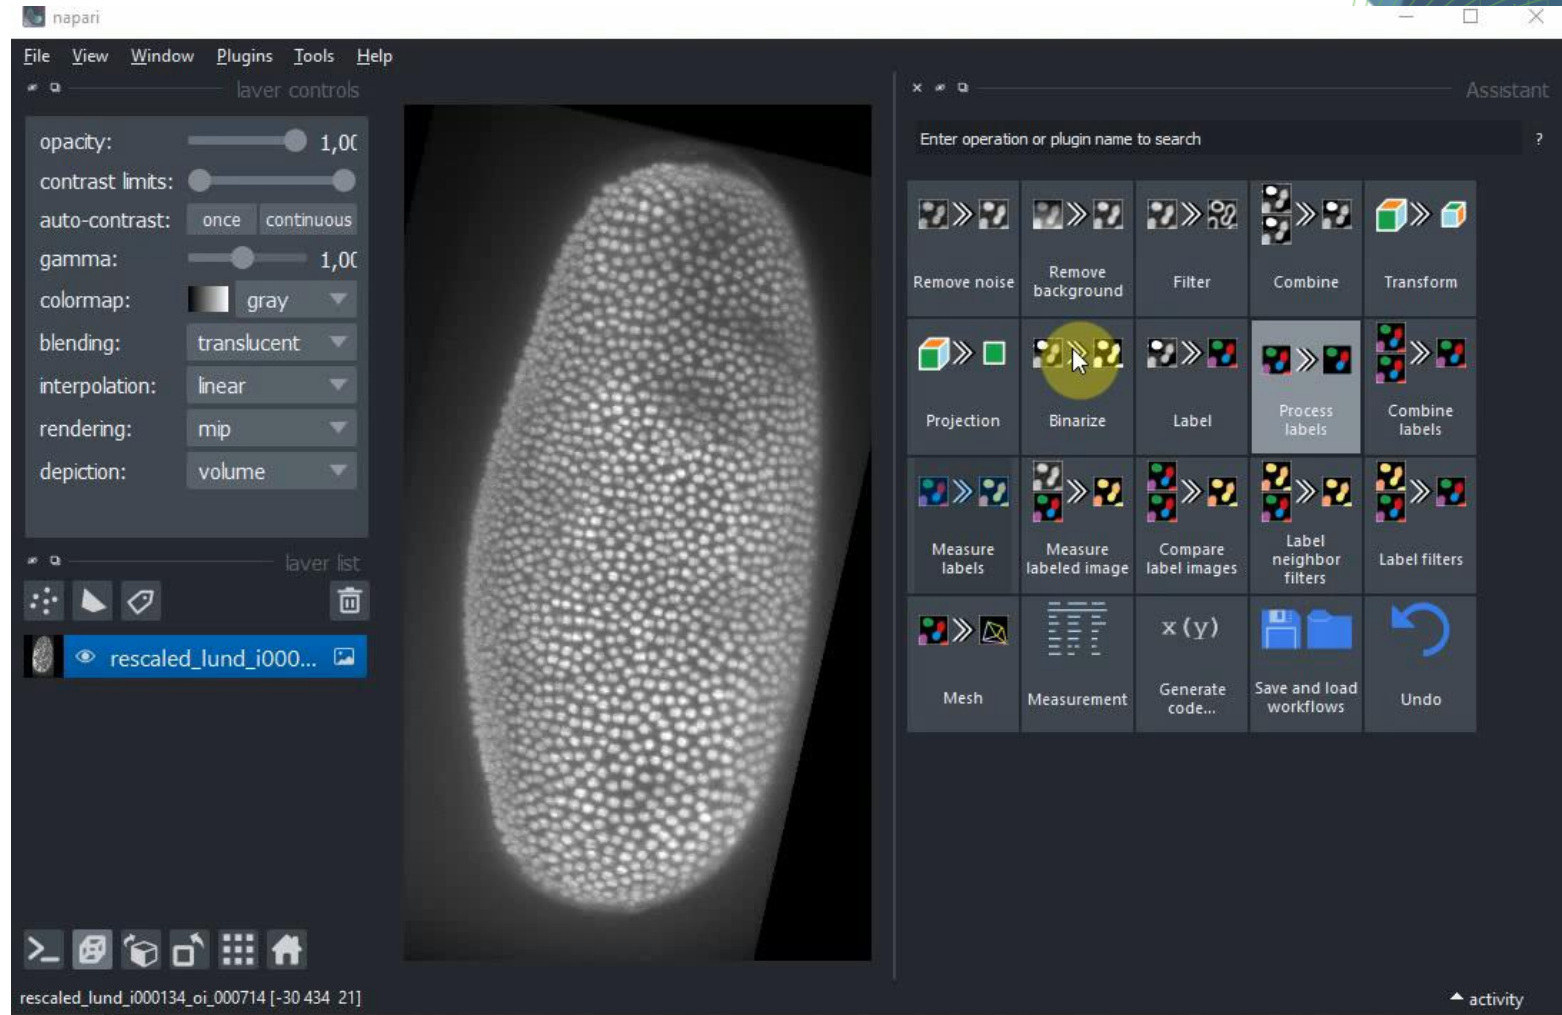 napari
File View Window Plugins Tools Help
laver controls
opacity: 1,00
contrast limits:
auto-contrast: once continuous
gamma: 1,00
colormap: gray
blending: translucent
interpolation: linear
rendering: mip
depiction: volume
laver list
rescaled_lund_i000...
rescaled_lund_i000134_oi_000714 [-30 434 21]
Assistant
Enter operation or plugin name to search ?
Remove noise
Remove
background
Filter
Combine
Transform
Projection
Binarize
Label
Process
labels
Combine
labels
Measure
labels
Measure
labeled image
Compare
label images
Label
neighbor
filters
Label filters
Mesh
Measurement
x(y)
Generate
code...
Save and load
workflows
Undo
activity